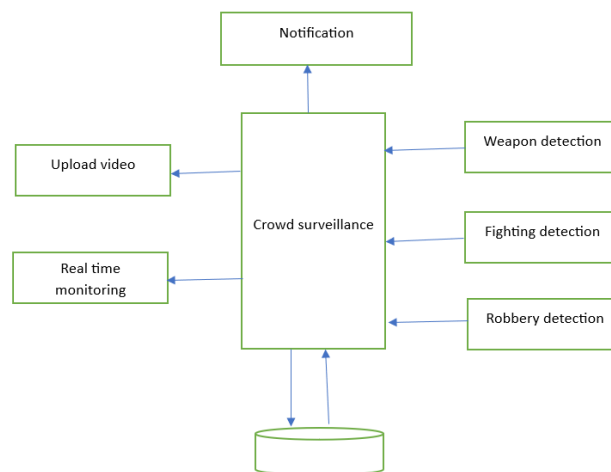 Notification
Weapon detection
Upload video
Crowd surveillance
Fighting detection
Real time
monitoring
Robbery detection